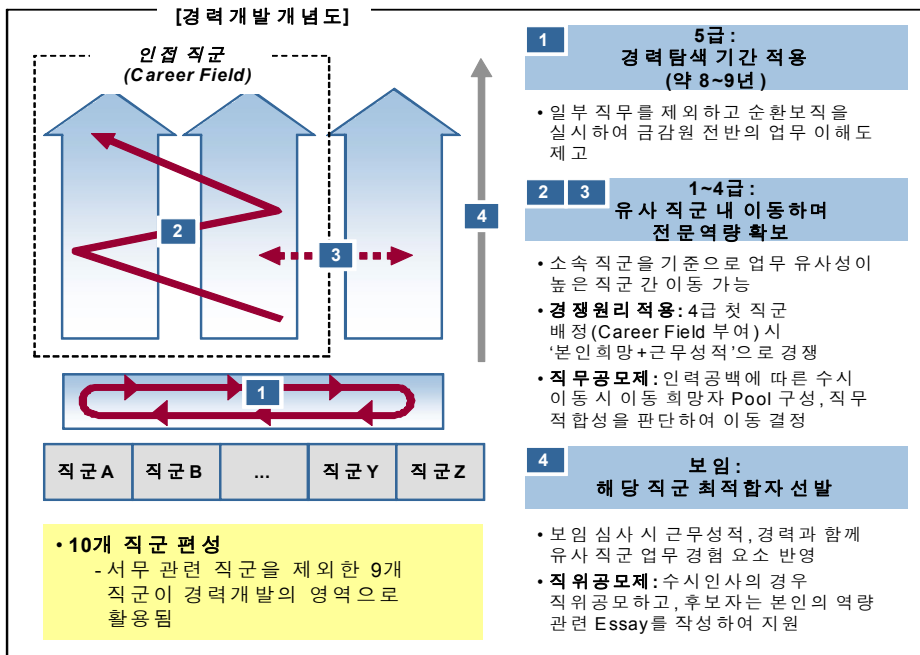 [경력개발 개념도]
인접 직군
(Career Field)
2
3
4
1
직군A
직군B
...
직군Y
직군Z
• 10개 직군 편성
- 서무 관련 직군을 제외한 9개
직군이 경력개발의 영역으로
활용됨
1
5급:
경력탐색 기간 적용
(약 8~9년)
• 일부 직무를 제외하고 순환보직을
실시하여 금감원 전반의 업무 이해도
제고
2 3
1~4급:
유사 직군 내 이동하며
전문역량 확보
• 소속 직군을 기준으로 업무 유사성이
높은 직군 간 이동 가능
• 경쟁원리 적용: 4급 첫 직군
배정(Career Field 부여) 시
‘본인희망+근무성적’으로 경쟁
• 직무공모제: 인력공백에 따른 수시
이동 시 이동 희망자 Pool 구성, 직무
적합성을 판단하여 이동 결정
4
보임:
해당 직군 최적합자 선발
• 보임 심사 시 근무성적, 경력과 함께
유사 직군 업무 경험 요소 반영
• 직위공모제: 수시인사의 경우
직위공모하고, 후보자는 본인의 역량
관련 Essay를 작성하여 지원